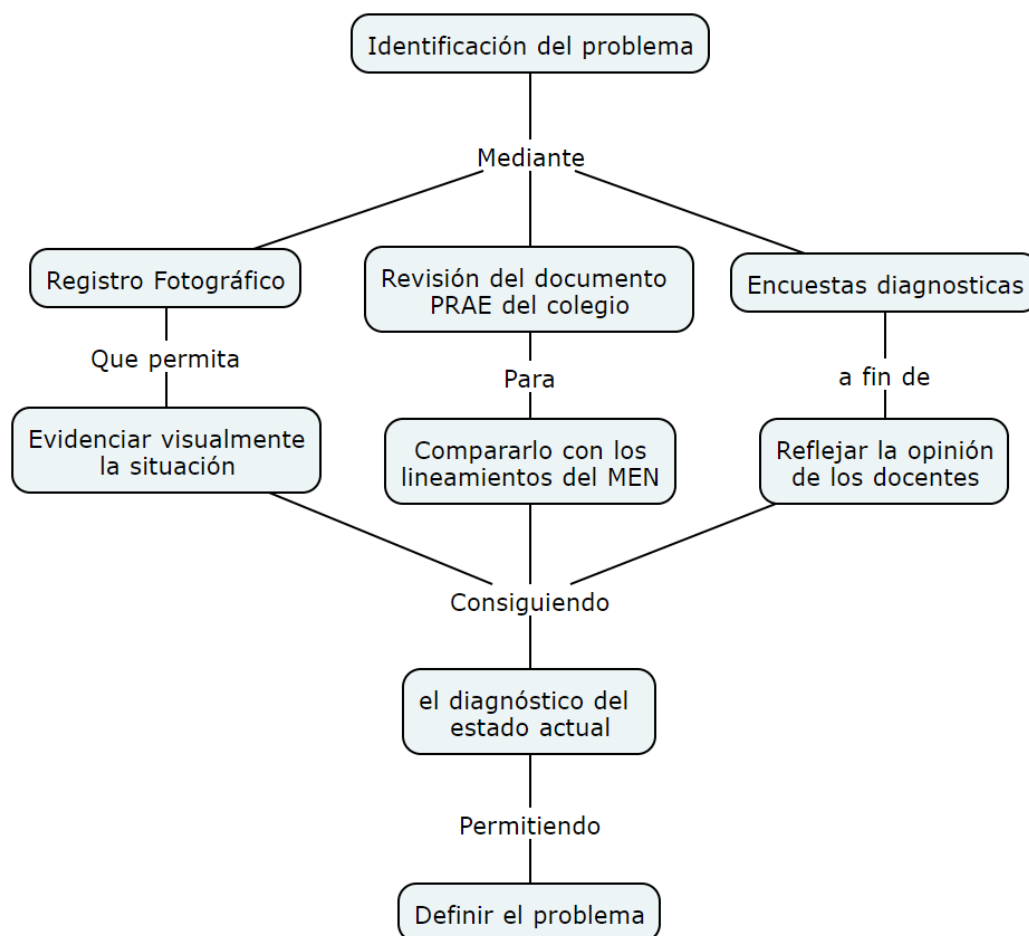 Identificación del problema
Mediante
Registro Fotográfico
Revisión del documento
PRAE del colegio
Encuestas diagnosticas
Que permita
Para
a fin de
Evidenciar visualmente
la situación
Compararlo con los
lineamientos del MEN
Reflejar la opinión
de los docentes
Consiguiendo
el diagnóstico del
estado actual
Permitiendo
Definir el problema